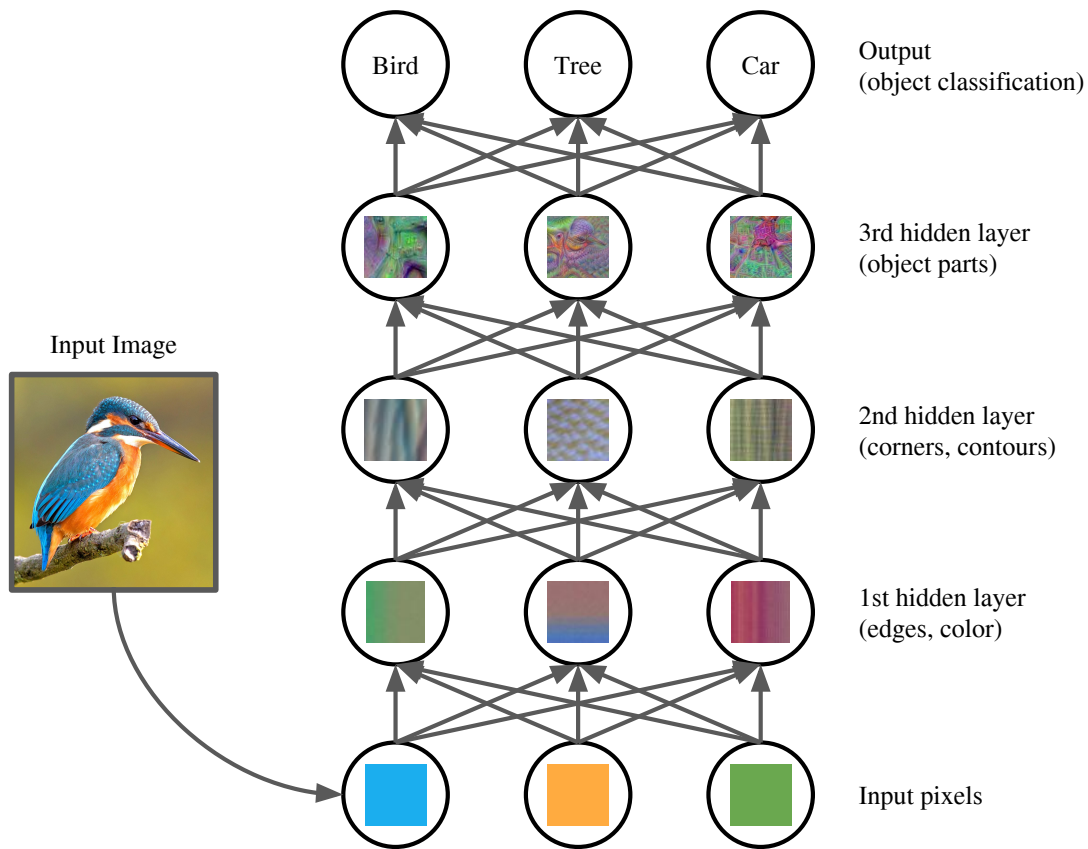 Bird
Tree
Car
Output
(object classification)
3rd hidden layer
(object parts)
Input Image
2nd hidden layer
(corners, contours)
1st hidden layer
(edges, color)
Input pixels